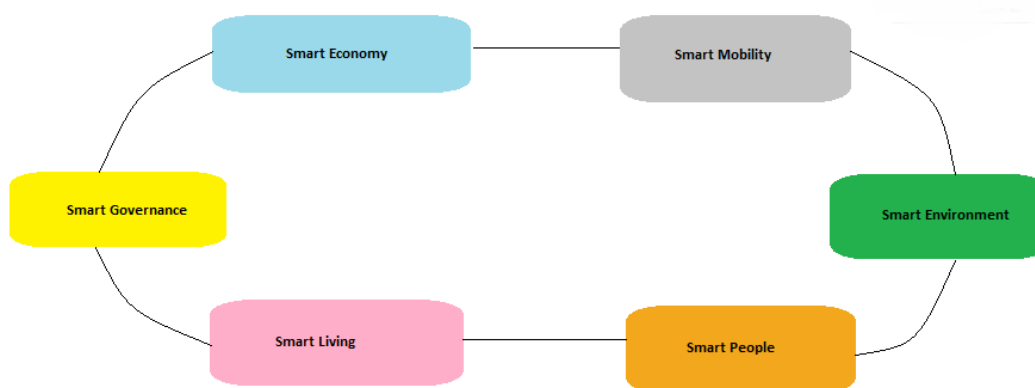 Smart Economy
Smart Mobility
Smart Governance
Smart Environment
Smart Living
Smart People